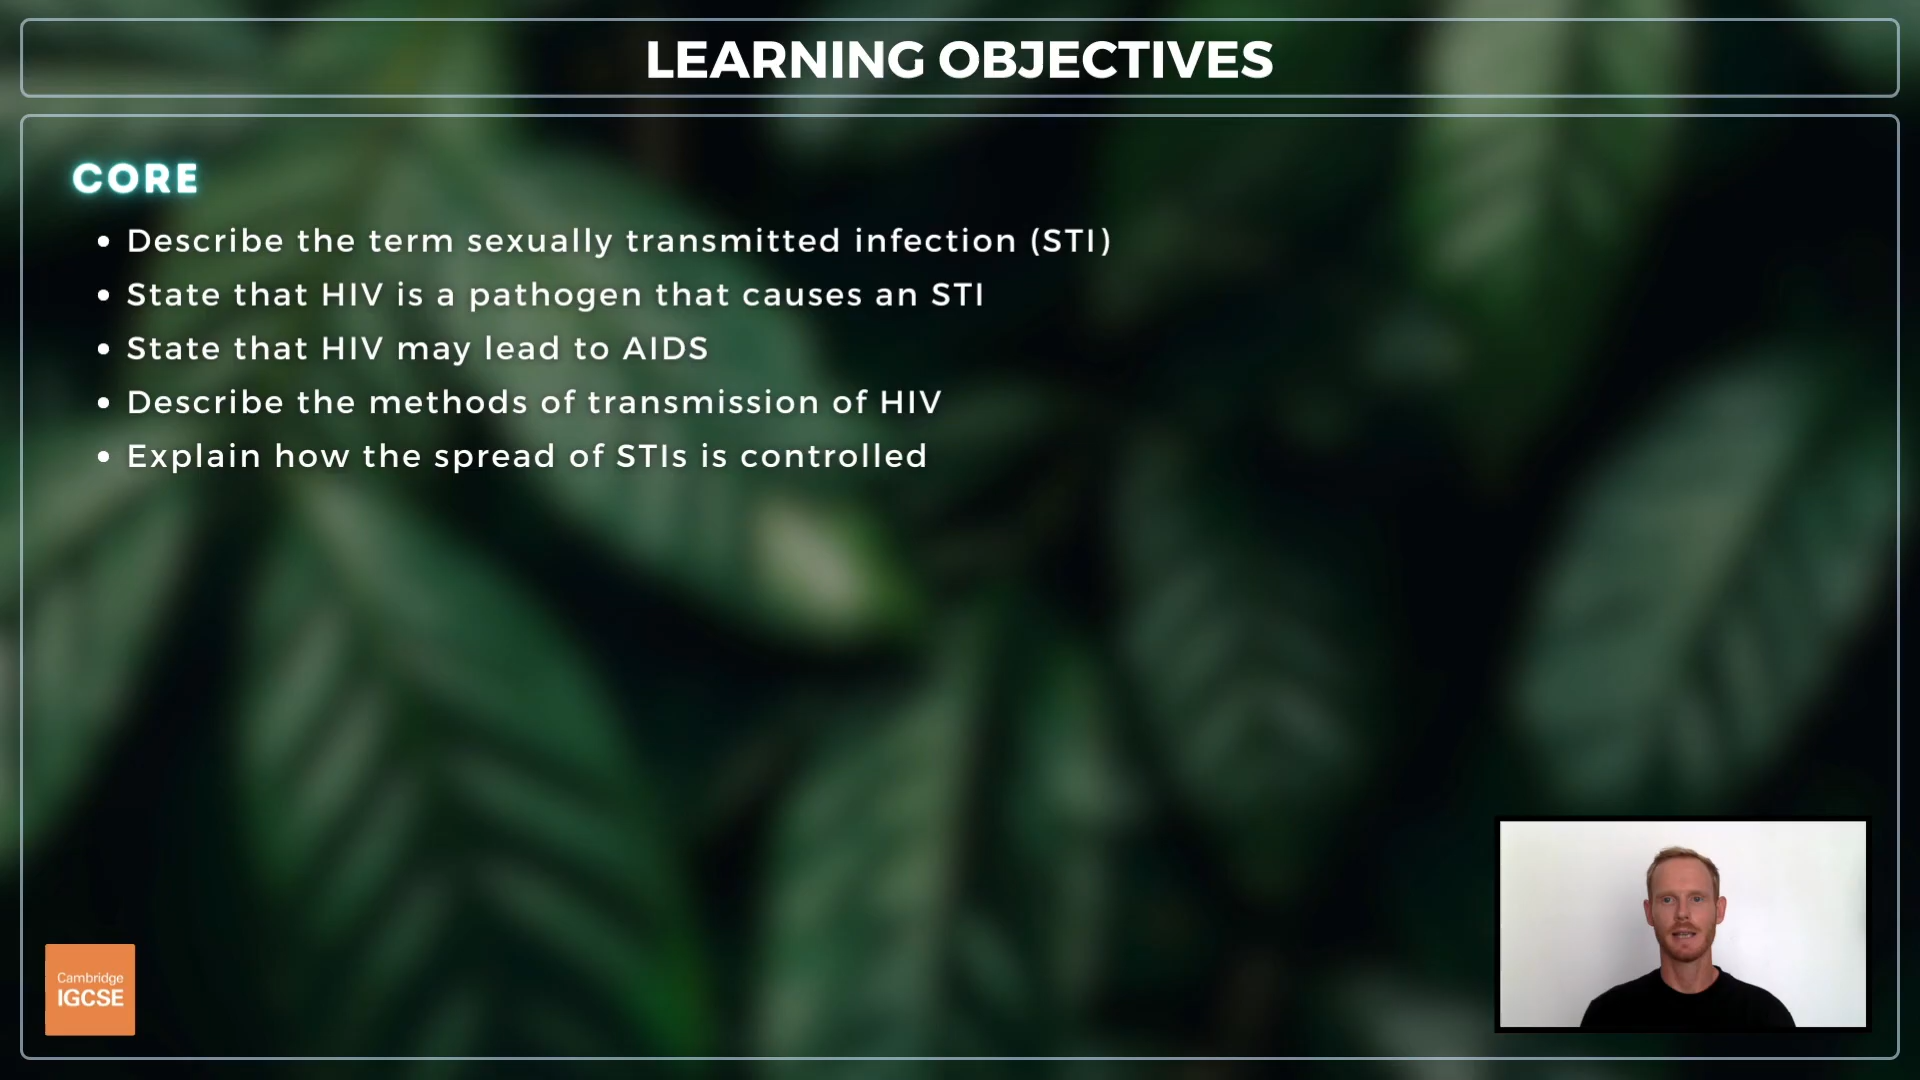 LEARNING OBJECTIVES
CORE
• Describe the term sexually transmitted infection (STI)
• State that HIV is a pathogen that causes an STI
• State that HIV may lead to AIDS
• Describe the methods of transmission of HIV
• Explain how the spread of STIs is controlled
Cambridge
IGCSE